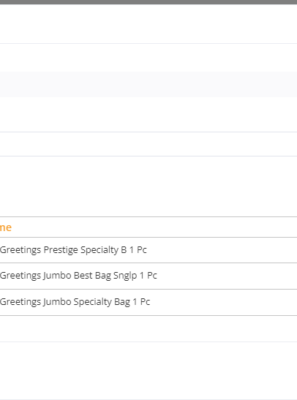 ne
Greetings Prestige Specialty B 1 Pc
Greetings Jumbo Best Bag Snglp 1 Pc
Greetings Jumbo Specialty Bag 1 Pc